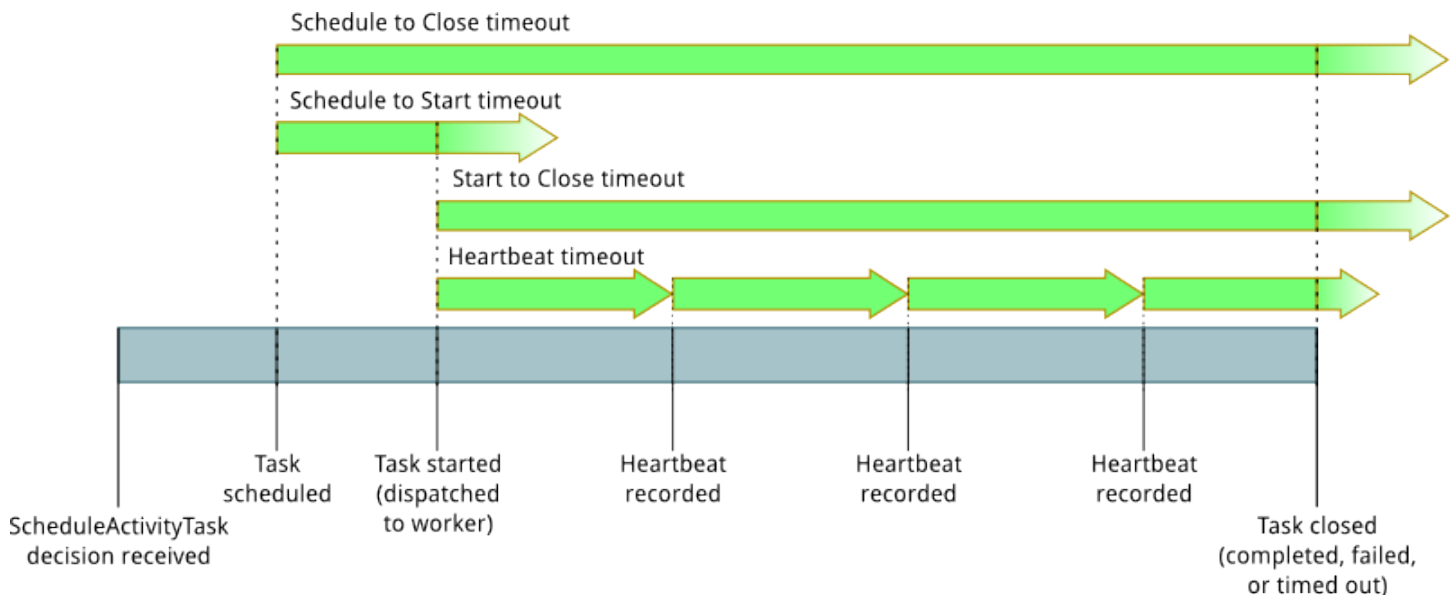 Schedule to Close timeout
Schedule to Start timeout
Start to Close timeout
Heartbeat timeout
ScheduleActivityTask
decision received
Task
scheduled
Task started
(dispatched
to worker)
Heartbeat
recorded
Heartbeat
recorded
Heartbeat
recorded
Task closed
(completed, failed,
or timed out)